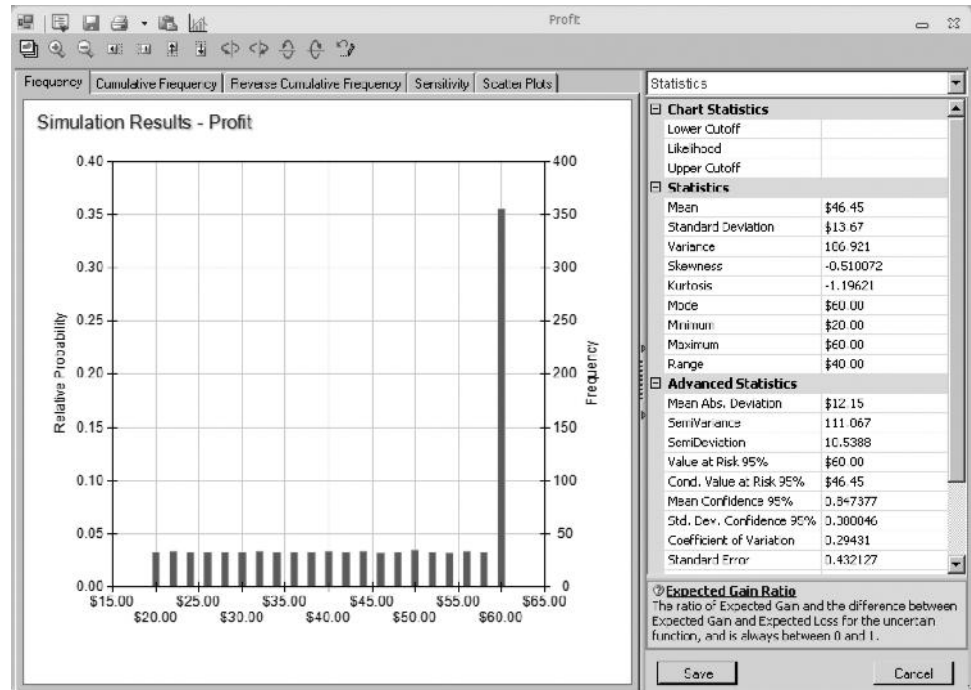 Profit
Frequency
Cumulative Frequency
Reverse Cumulative Frequency
Sensitivity
Scatter Plots
Simulation Results - Profit
0.40
0.35
0.30
0.25
0.20
0.15
0.10
0.05
0.00
Relative Probability
400
350
300
250
200
150
100
50
0
Frequency
$15.00
$20.00
$25.00
$30.00
$35.00
$40.00
$45.00
$50.00
$55.00
$60.00
$65.00
Statistics
Chart Statistics
Lower Cutoff
Likelihood
Upper Cutoff
Statistics
Mean $46.45
Standard Deviation $13.67
Variance
Skewness -0.510072
Kurtosis -1.19621
Mode $60.00
Minimum $20.00
Maximum $60.00
Range $40.00
Advanced Statistics
Mean Abs. Deviation $12.15
SemiVariance 111.067
SemiDeviation 10.5388
Value at Risk 95% $60.00
Cond. Value at Risk 95% $46.45
Mean Confidence 95% 0.847377
Std. Dev. Confidence 95%
Coefficient of Variation 0.29431
Standard Error 0.432127
Expected Gain Ratio
The ratio of Expected Gain and the difference between
Expected Gain and Expected Loss for the uncertain
function, and is always between 0 and 1.
Save
Cancel